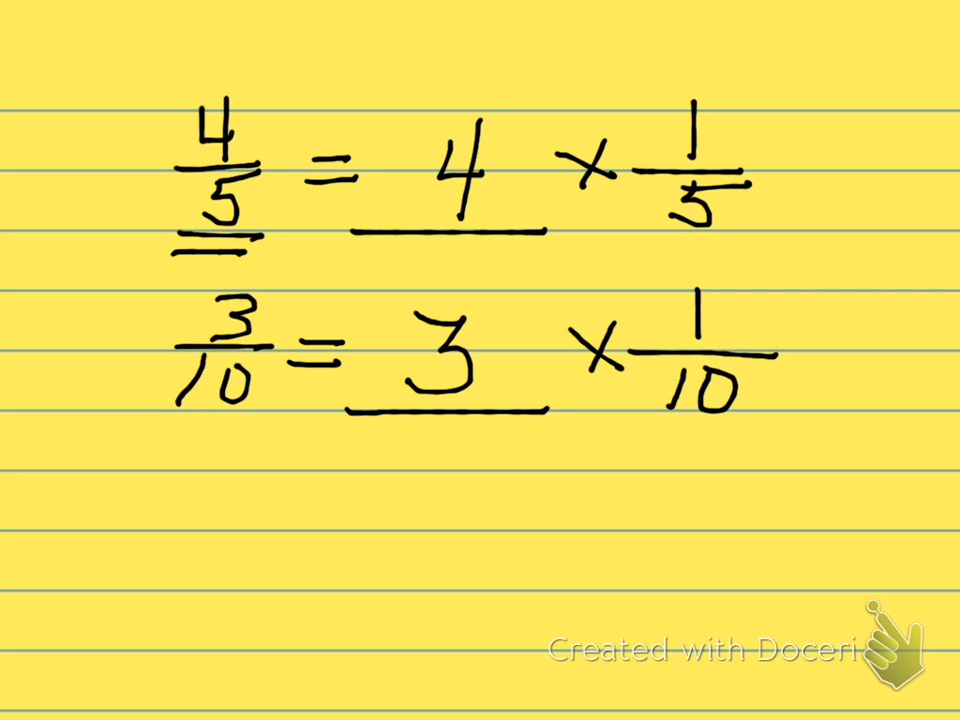 4/5 = 4 × 1/5
3/10 = 3 × 1/10
Created with Doceri